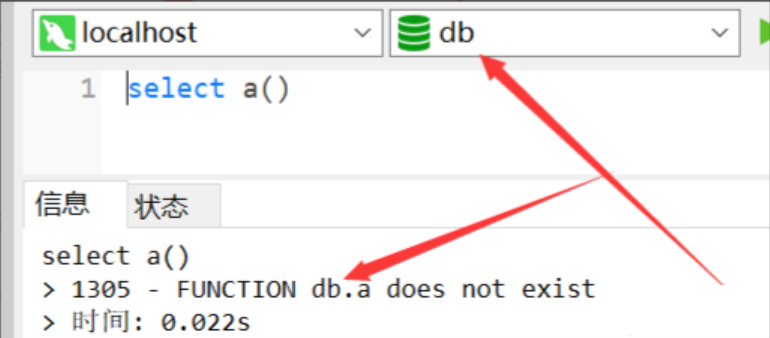 localhost
db
1 select a()
信息
状态
select a()
> 1305 - FUNCTION db.a does not exist
> 时间: 0.022s